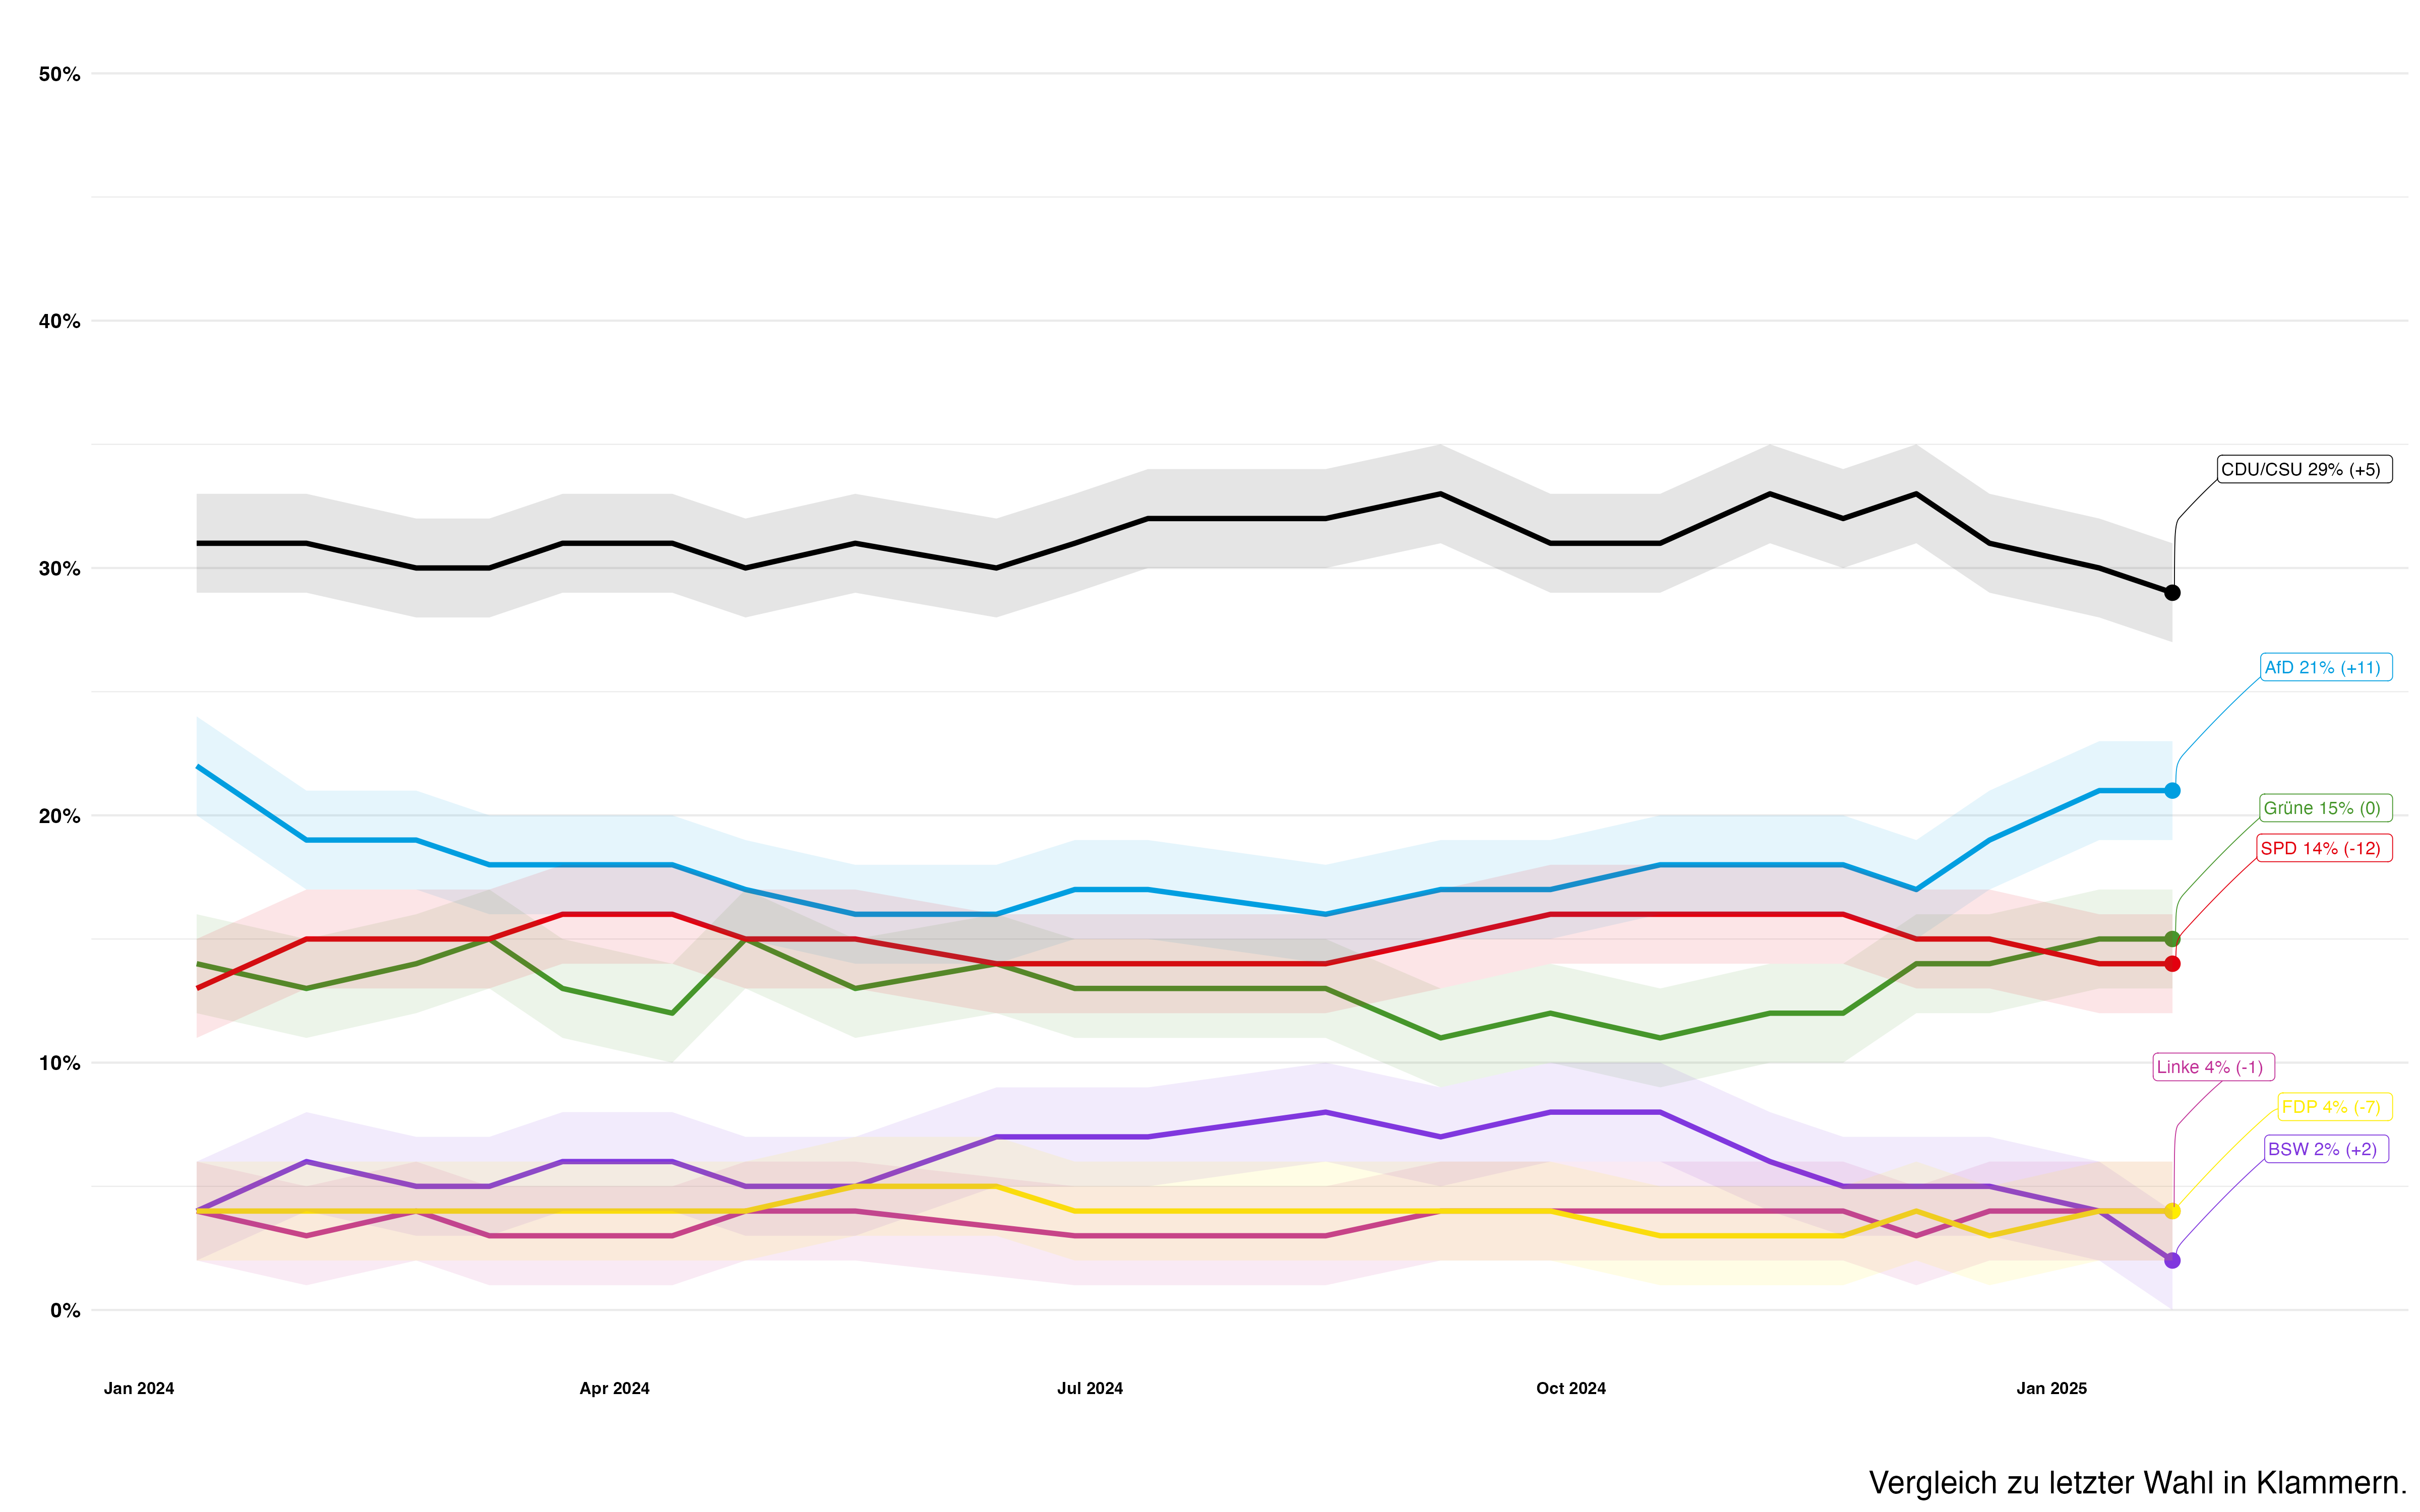 50%
40%
30%
20%
10%
0%
CDU/CSU 29% (+5)
AfD 21% (+11)
Grüne 15% (0)
SPD 14% (-12)
Linke 4% (-1)
FDP 4% (-7)
BSW 2% (+2)
Jan 2024
Apr 2024
Jul 2024
Oct 2024
Jan 2025
Vergleich zu letzter Wahl in Klammern.